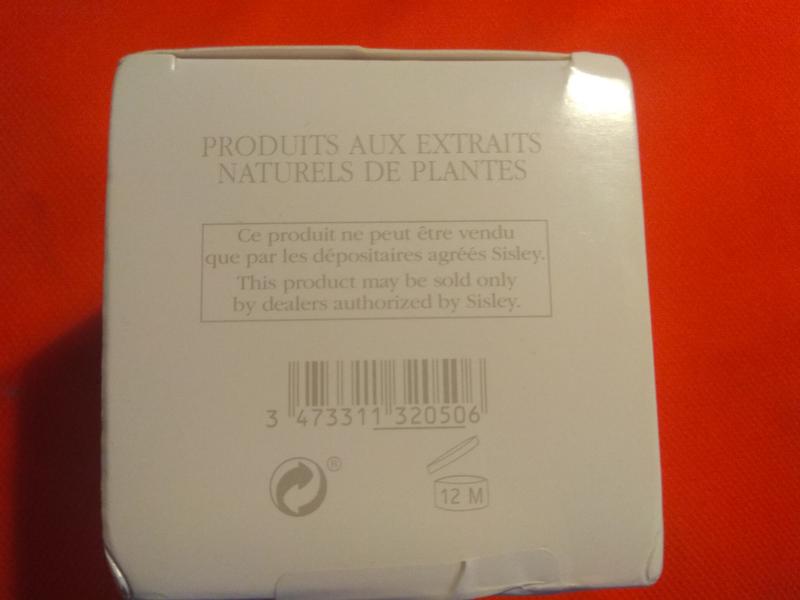 PRODUITS AUX EXTRAITS
NATURELS DE PLANTES
Ce produit ne peut être vendu
que par les dépositaires agréés Sisley.
This product may be sold only
by dealers authorized by Sisley.
3 473311 320506
®
12 M